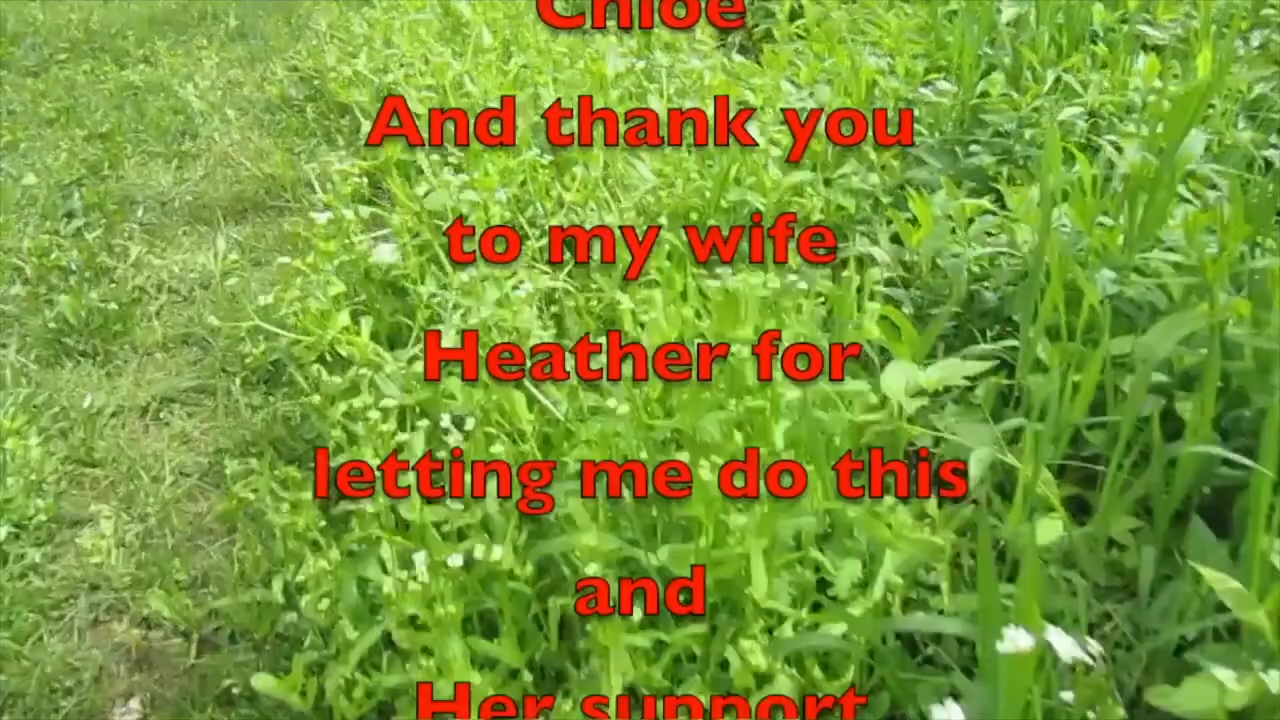 Chloe
And thank you
to my wife
Heather for
letting me do this
and
Her support